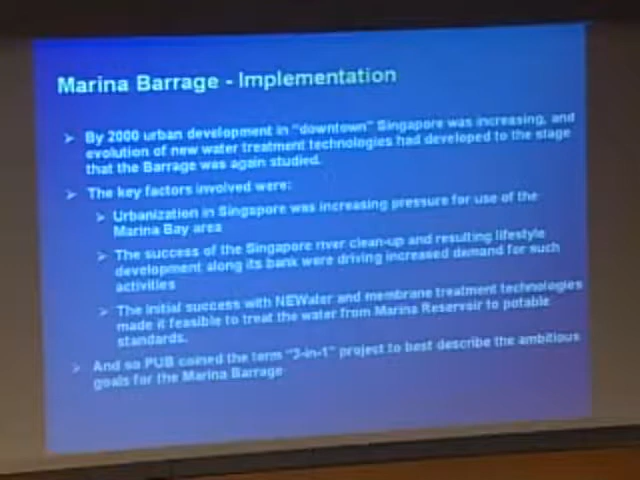 Marina Barrage - Implementation
By 2000 urban development in "downtown" Singapore was increasing, and
evolution of new water treatment technologies had developed to the stage
that the Barrage was again studied.
The key factors involved were:
Urbanization in Singapore was increasing pressure for use of the
Marina Bay area
The success of the Singapore river clean-up and resulting lifestyle
development along its bank were driving increased demand for such
activities
The initial success with NEWater and membrane treatment technologies
made it feasible to treat the water from Marina Reservoir to potable
standards.
And so PUB coined the term "3-in-1" project to best describe the ambitious
goals for the Marina Barrage